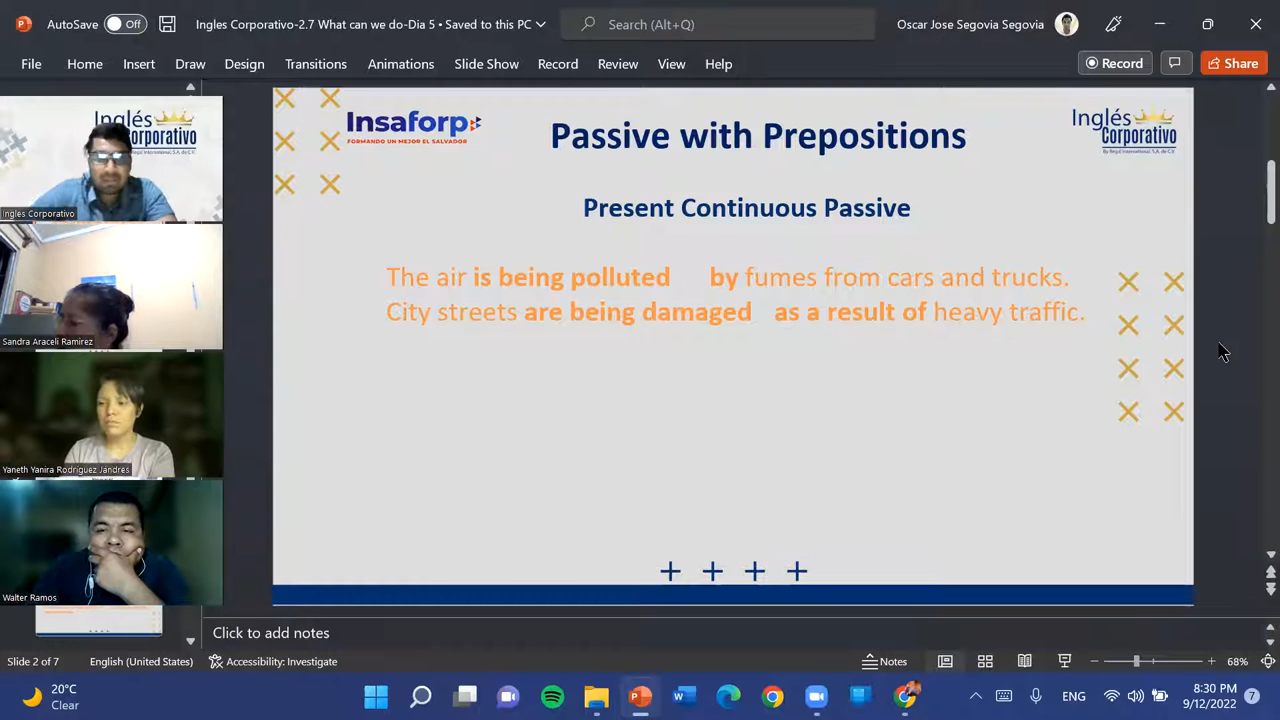 AutoSave Off Ingles Corporativo-2.7 What can we do-Dia 5 • Saved to this PC Search (Alt+Q) Oscar Jose Segovia Segovia
File Home Insert Draw Design Transitions Animations Slide Show Record Review View Help Record Share
Inglés Corporativo
Ingles Corporativo
Sandra Araceli Ramirez
Yaneth Yanira Rodriguez Jandres
Walter Ramos
Insaforp
FORMANDO UN MEJOR EL SALVADOR
Passive with Prepositions
Inglés
Corporativo
By Regal International, S.A. de C.V.
Present Continuous Passive
The air is being polluted by fumes from cars and trucks.
City streets are being damaged as a result of heavy traffic.
Click to add notes
Slide 2 of 7 English (United States) Accessibility: Investigate Notes 68%
20°C
Clear
ENG
8:30 PM
9/12/2022
7